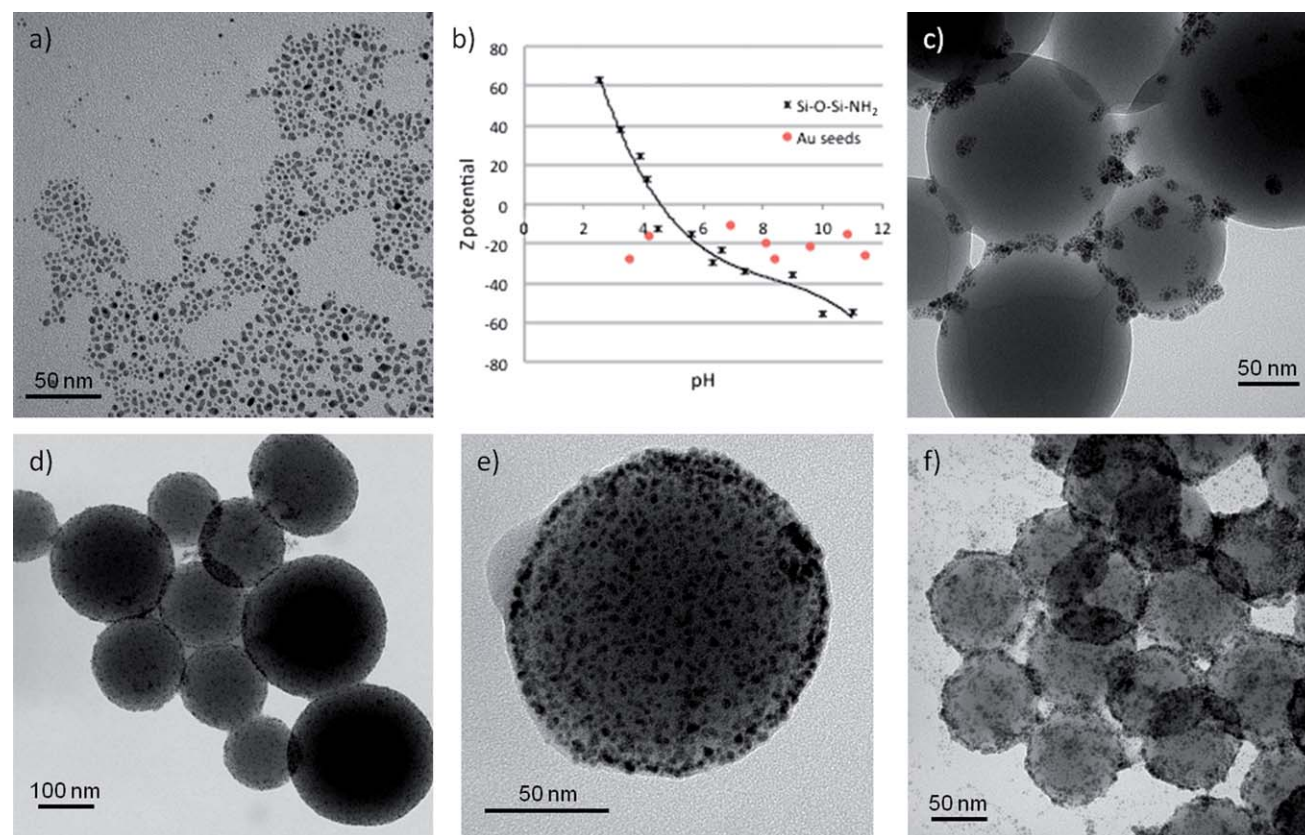 a)
50 nm
b)
80
60
40
20
0
-20
-40
-60
-80
0 2 4 6 8 10 12
Z potential
pH
Si-O-Si-NH₂
Au seeds
c)
50 nm
d)
100 nm
e)
50 nm
f)
50 nm